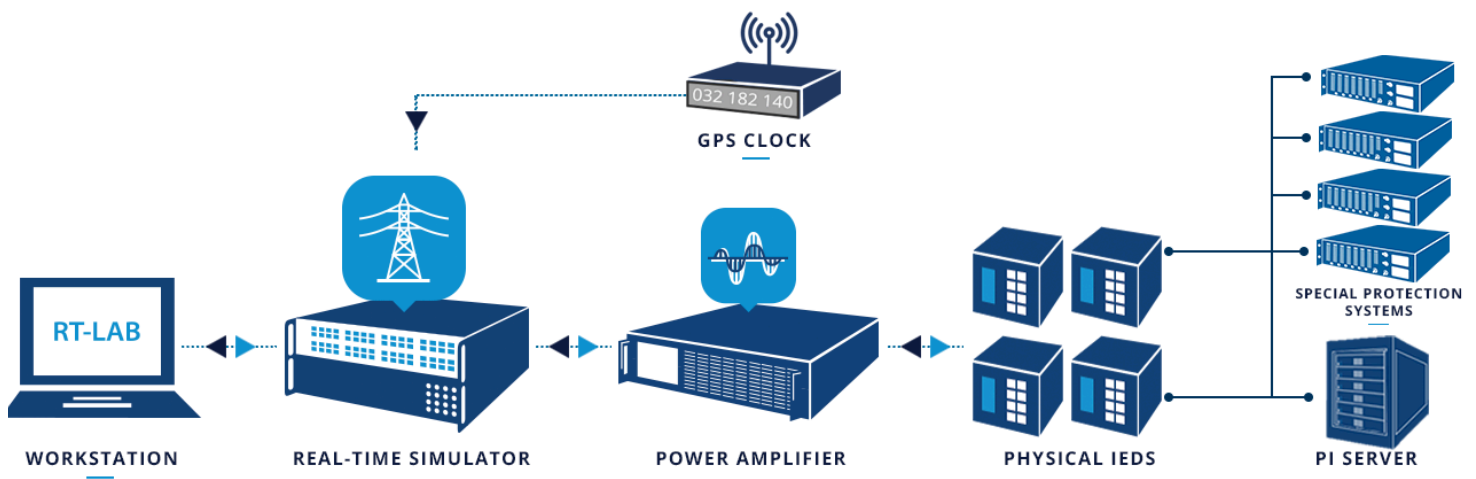 032 182 140
GPS CLOCK
SPECIAL PROTECTION
SYSTEMS
RT-LAB
WORKSTATION
REAL-TIME SIMULATOR
POWER AMPLIFIER
PHYSICAL IEDS
PI SERVER